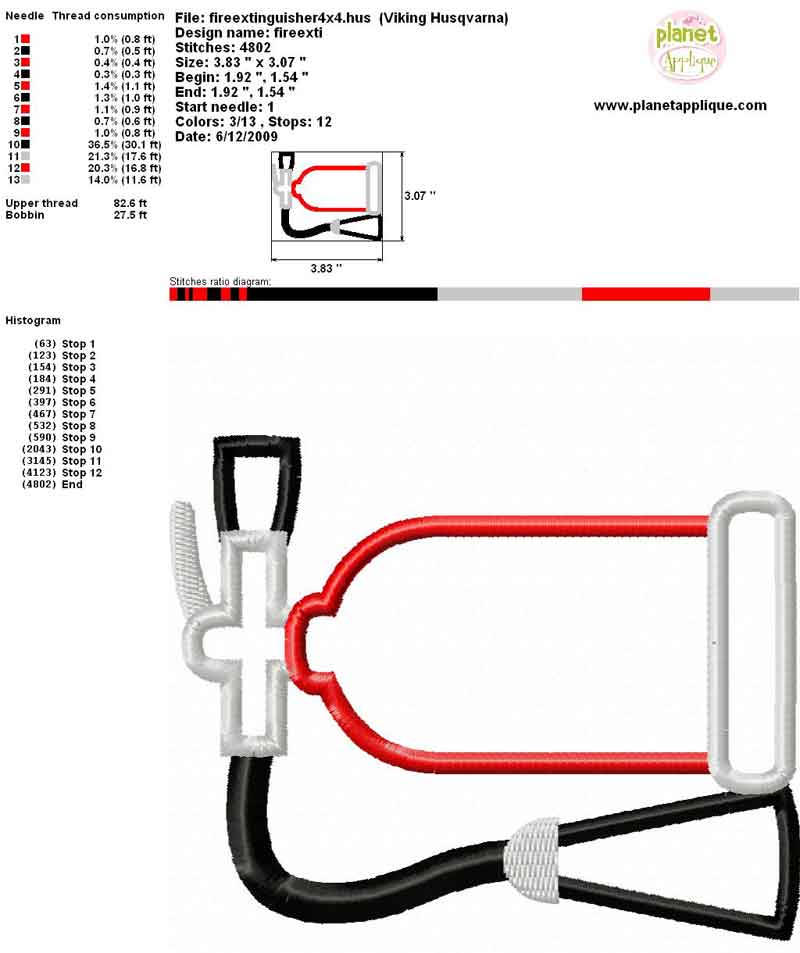 Needle Thread consumption
1 1.0% (0.8 ft)
2 0.7% (0.5 ft)
3 0.4% (0.4 ft)
4 0.3% (0.3 ft)
5 1.4% (1.1 ft)
6 1.3% (1.0 ft)
7 1.1% (0.9 ft)
8 0.7% (0.6 ft)
9 1.0% (0.8 ft)
10 36.5% (30.1 ft)
11 21.3% (17.6 ft)
12 20.3% (16.8 ft)
13 14.0% (11.6 ft)
Upper thread 82.6 ft
Bobbin 27.5 ft
File: fireextinguisher4x4.hus (Viking Husqvarna)
Design name: fireexti
Stitches: 4802
Size: 3.83 " x 3.07 "
Begin: 1.92 ", 1.54 "
End: 1.92 ", 1.54 "
Start needle: 1
Colors: 3/13 , Stops: 12
Date: 6/12/2009
planet
Applique
www.planetapplique.com
3.07 "
3.83 "
Stitches ratio diagram:
Histogram
(63) Stop 1
(123) Stop 2
(154) Stop 3
(184) Stop 4
(291) Stop 5
(397) Stop 6
(467) Stop 7
(532) Stop 8
(590) Stop 9
(2043) Stop 10
(3145) Stop 11
(4123) Stop 12
(4802) End